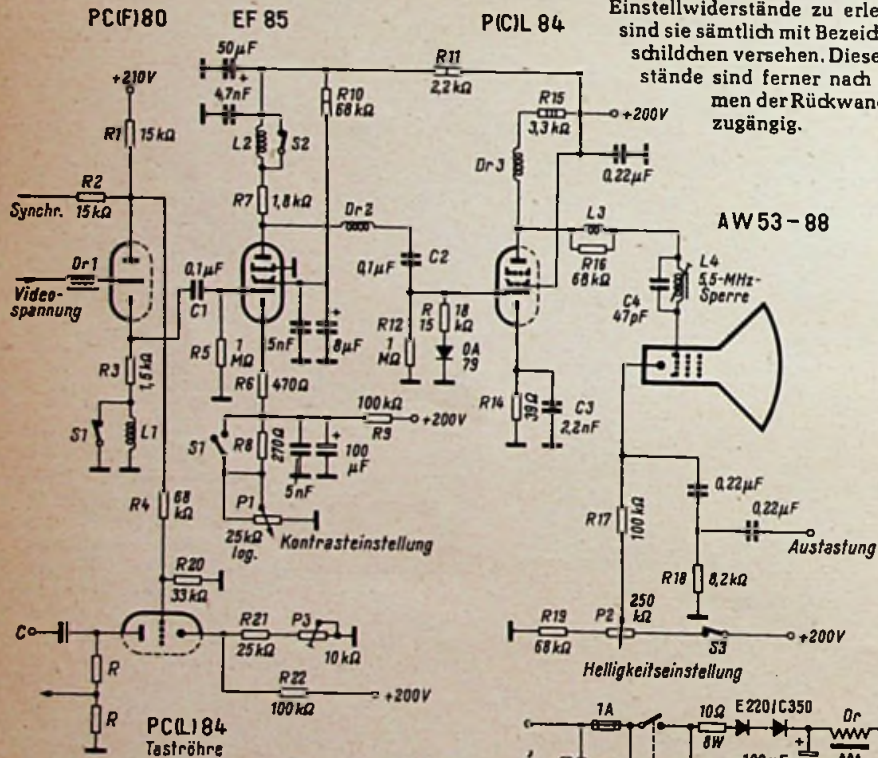 PC(F)80
EF 85
P(C)L 84
Einstellwiderstände zu erle
sind sie sämtlich mit Bezeich
schildchen versehen. Diese
stände sind ferner nach
men der Rückwand
zugängig.
+210V
R1
15kΩ
R2
15kΩ
Synchr.
Dr1
Video-
spannung
0,1µF
C1
R3
1,5kΩ
S1
L1
R4
68
kΩ
50µF
+
4,7nF
L2
S2
R7
1,8kΩ
R10
68kΩ
R11
2,2kΩ
Dr2
0,1µF
C2
R5
1
MΩ
5nF
+
8µF
R6
470Ω
S1
R8
270Ω
100kΩ
R9
+200V
5nF
+
100
µF
P1
25kΩ
log.
Kontrasteinstellung
R12
1
MΩ
R
15
18
kΩ
OA
79
R15
3,3kΩ
+200V
Dr3
0,22µF
L3
R16
68kΩ
R14
39Ω
C3
2,2nF
AW 53-88
L4
5,5-MHz-
Sperre
C4
47pF
R17
100kΩ
0,22µF
0,22µF
Austastung
R18
8,2kΩ
R19
68kΩ
P2
250
kΩ
S3
+200V
Helligkeitseinstellung
R20
33kΩ
C
R
R
R21
25kΩ
P3
10kΩ
R22
100kΩ
+200V
PC(L)84
Taströhre
1A
10Ω
8W
E220/C350
Dr
+